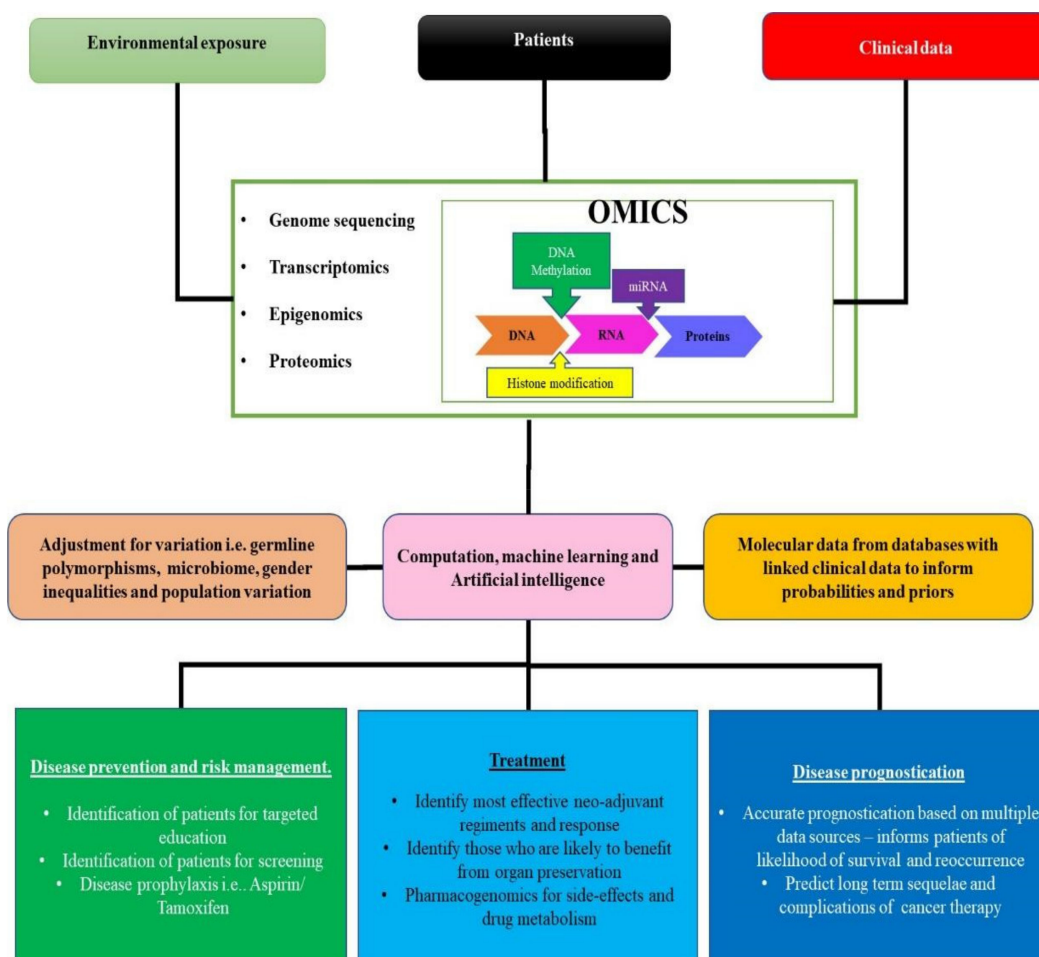 Environmental exposure
Patients
Clinical data
• Genome sequencing
• Transcriptomics
• Epigenomics
• Proteomics
OMICS
DNA
Methylation
miRNA
DNA
RNA
Proteins
Histone modification
Adjustment for variation i.e. germline
polymorphisms, microbiome, gender
inequalities and population variation
Computation, machine learning and
Artificial intelligence
Molecular data from databases with
linked clinical data to inform
probabilities and priors
Disease prevention and risk management.
• Identification of patients for targeted
education
• Identification of patients for screening
• Disease prophylaxis i.e.. Aspirin/
Tamoxifen
Treatment
• Identify most effective neo-adjuvant
regiments and response
• Identify those who are likely to benefit
from organ preservation
• Pharmacogenomics for side-effects and
drug metabolism
Disease prognostication
• Accurate prognostication based on multiple
data sources – informs patients of
likelihood of survival and reoccurrence
• Predict long term sequelae and
complications of cancer therapy